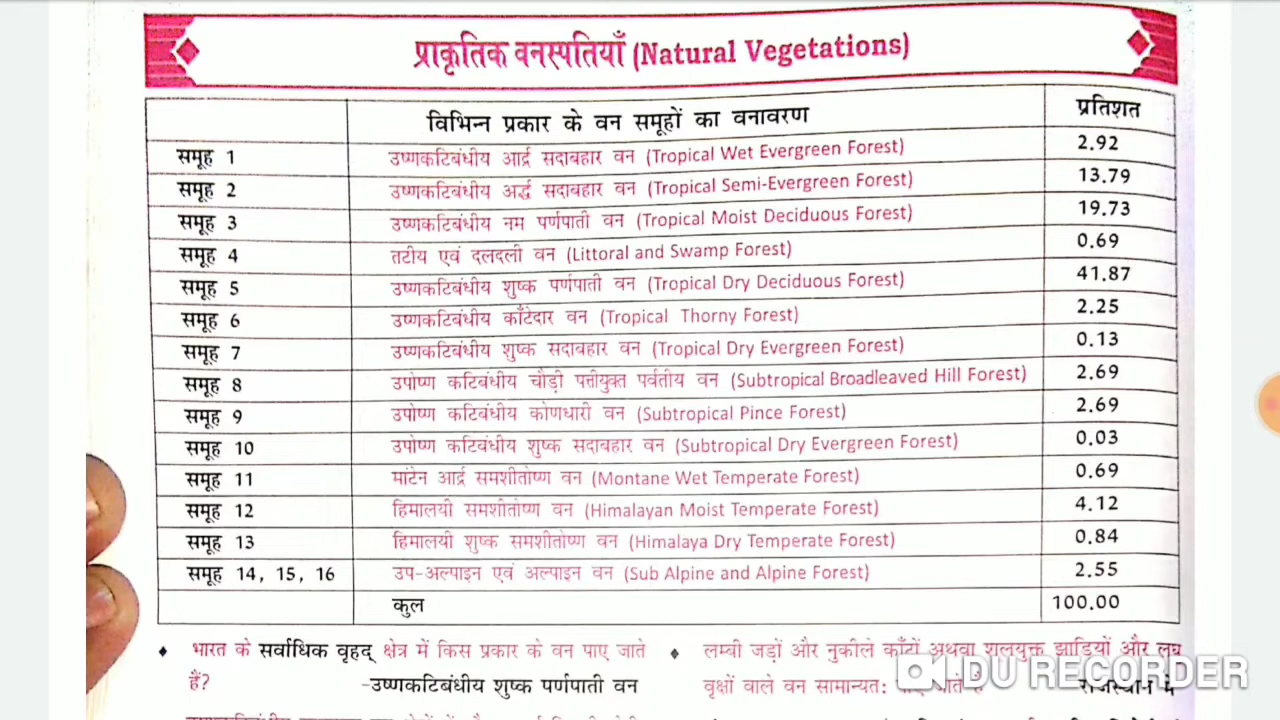 प्राकृतिक वनस्पतियाँ (Natural Vegetations)
विभिन्न प्रकार के वन समूहों का वनावरण प्रतिशत
समूह 1 उष्णकटिबंधीय आर्द्र सदाबहार वन (Tropical Wet Evergreen Forest) 2.92
समूह 2 उष्णकटिबंधीय अर्द्ध सदाबहार वन (Tropical Semi-Evergreen Forest) 13.79
समूह 3 उष्णकटिबंधीय नम पर्णपाती वन (Tropical Moist Deciduous Forest) 19.73
समूह 4 तटीय एवं दलदली वन (Littoral and Swamp Forest) 0.69
समूह 5 उष्णकटिबंधीय शुष्क पर्णपाती वन (Tropical Dry Deciduous Forest) 41.87
समूह 6 उष्णकटिबंधीय काँटेदार वन (Tropical Thorny Forest) 2.25
समूह 7 उष्णकटिबंधीय शुष्क सदाबहार वन (Tropical Dry Evergreen Forest) 0.13
समूह 8 उपोष्ण कटिबंधीय चौड़ी पत्तीयुक्त पर्वतीय वन (Subtropical Broadleaved Hill Forest) 2.69
समूह 9 उपोष्ण कटिबंधीय कोणधारी वन (Subtropical Pince Forest) 2.69
समूह 10 उपोष्ण कटिबंधीय शुष्क सदाबहार वन (Subtropical Dry Evergreen Forest) 0.03
समूह 11 मांटेन आर्द्र समशीतोष्ण वन (Montane Wet Temperate Forest) 0.69
समूह 12 हिमालयी समशीतोष्ण वन (Himalayan Moist Temperate Forest) 4.12
समूह 13 हिमालयी शुष्क समशीतोष्ण वन (Himalaya Dry Temperate Forest) 0.84
समूह 14, 15, 16 उप-अल्पाइन एवं अल्पाइन वन (Sub Alpine and Alpine Forest) 2.55
कुल 100.00
♦ भारत के सर्वाधिक वृहद् क्षेत्र में किस प्रकार के वन पाए जाते
हैं? -उष्णकटिबंधीय शुष्क पर्णपाती वन
♦ लम्बी जड़ों और नुकीले काँटों अथवा शूलयुक्त झाड़ियों और लघु
वृक्षों वाले वन सामान्यत: राजस्थान में
DU RECORDER